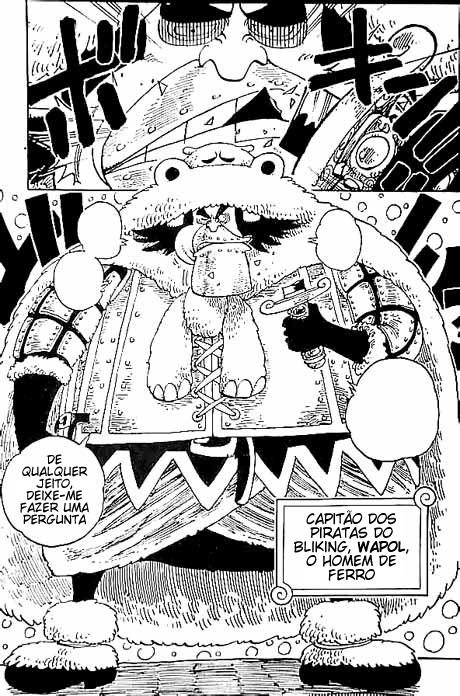 DE
QUALQUER
JEITO,
DEIXE-ME
FAZER UMA
PERGUNTA
CAPITÃO DOS
PIRATAS DO
BLIKING, WAPOL,
O HOMEM DE
FERRO